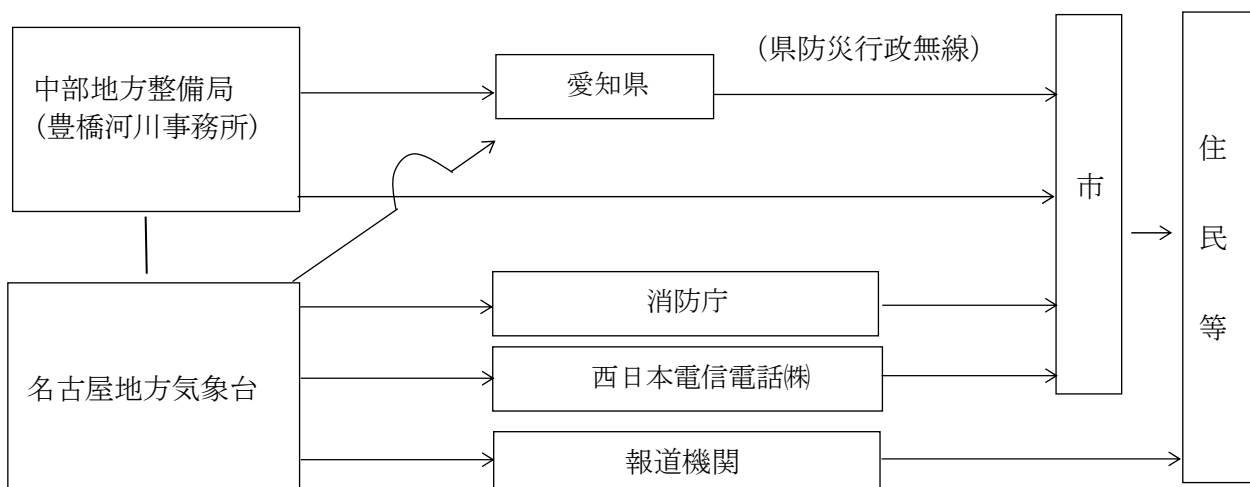 (県防災行政無線)
中部地方整備局
(豊橋河川事務所)
愛知県
市
住民等
消防庁
名古屋地方気象台
西日本電信電話㈱
報道機関